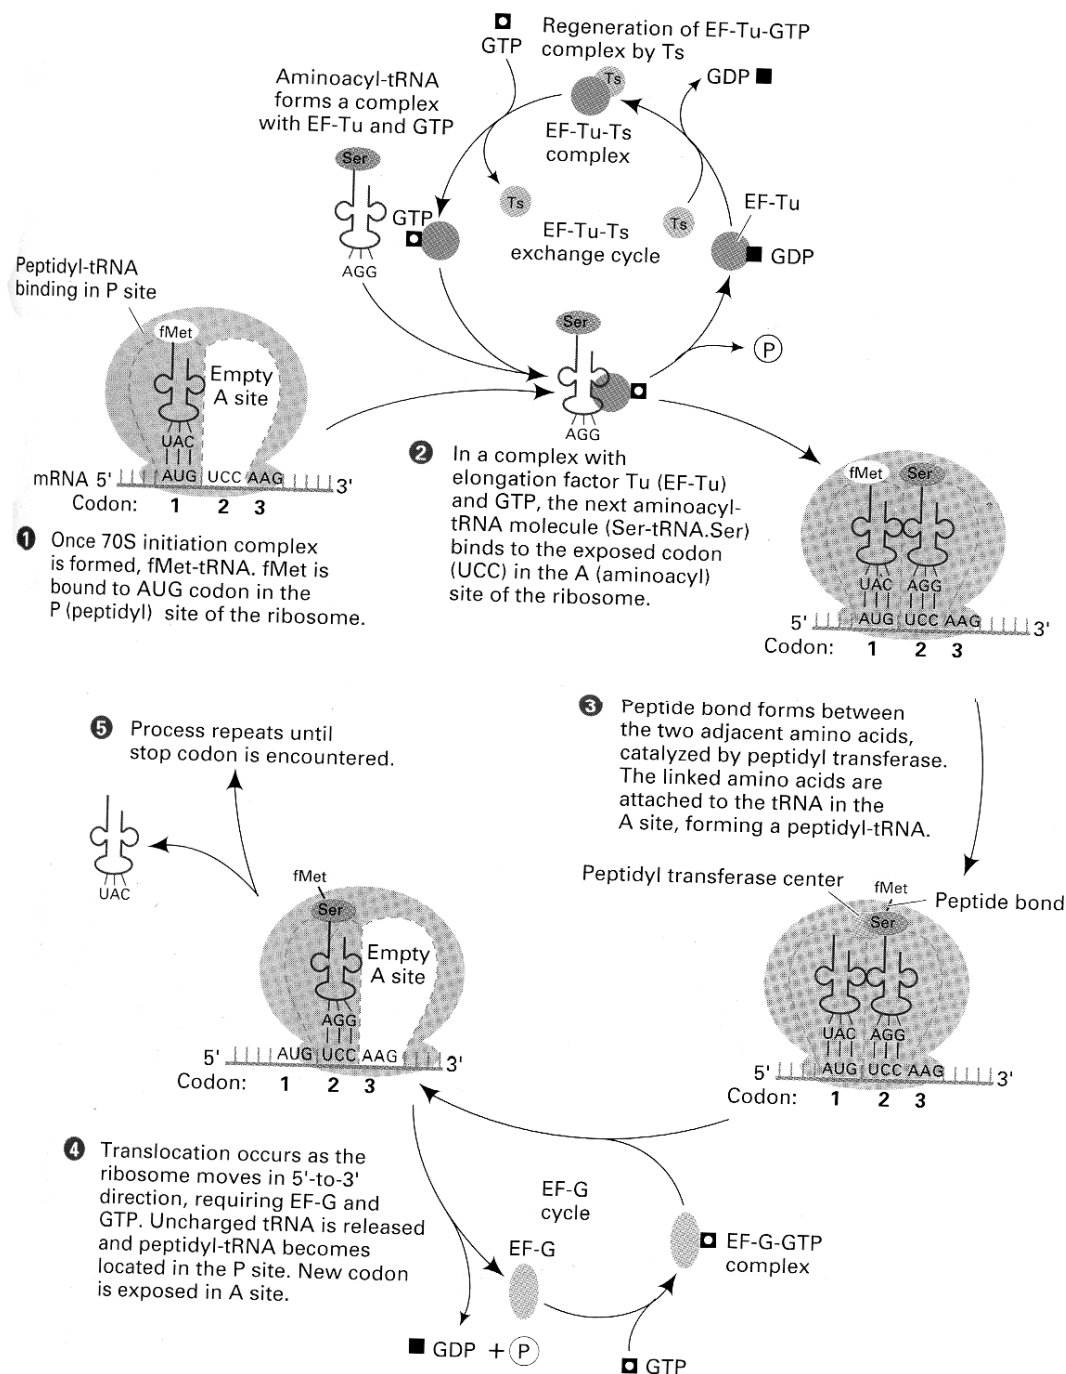 GTP
Regeneration of EF-Tu-GTP
complex by Ts
GDP
Ts
Aminoacyl-tRNA
forms a complex
with EF-Tu and GTP
EF-Tu-Ts
complex
Ser
Ts
GTP
AGG
EF-Tu-Ts
exchange cycle
Ts
EF-Tu
GDP
Peptidyl-tRNA
binding in P site
fMet
Empty
A site
UAC
mRNA 5' AUG UCC AAG 3'
Codon: 1 2 3
Ser
AGG
P
1 Once 70S initiation complex
is formed, fMet-tRNA. fMet is
bound to AUG codon in the
P (peptidyl) site of the ribosome.
2 In a complex with
elongation factor Tu (EF-Tu)
and GTP, the next aminoacyl-
tRNA molecule (Ser-tRNA.Ser)
binds to the exposed codon
(UCC) in the A (aminoacyl)
site of the ribosome.
fMet Ser
UAC AGG
5' AUG UCC AAG 3'
Codon: 1 2 3
3 Peptide bond forms between
the two adjacent amino acids,
catalyzed by peptidyl transferase.
The linked amino acids are
attached to the tRNA in the
A site, forming a peptidyl-tRNA.
Peptidyl transferase center
fMet
Peptide bond
Ser
UAC AGG
5' AUG UCC AAG 3'
Codon: 1 2 3
5 Process repeats until
stop codon is encountered.
UAC
fMet
Ser
Empty
A site
AGG
5' AUG UCC AAG 3'
Codon: 1 2 3
4 Translocation occurs as the
ribosome moves in 5'-to-3'
direction, requiring EF-G and
GTP. Uncharged tRNA is released
and peptidyl-tRNA becomes
located in the P site. New codon
is exposed in A site.
EF-G
cycle
EF-G
EF-G-GTP
complex
GDP + P
GTP